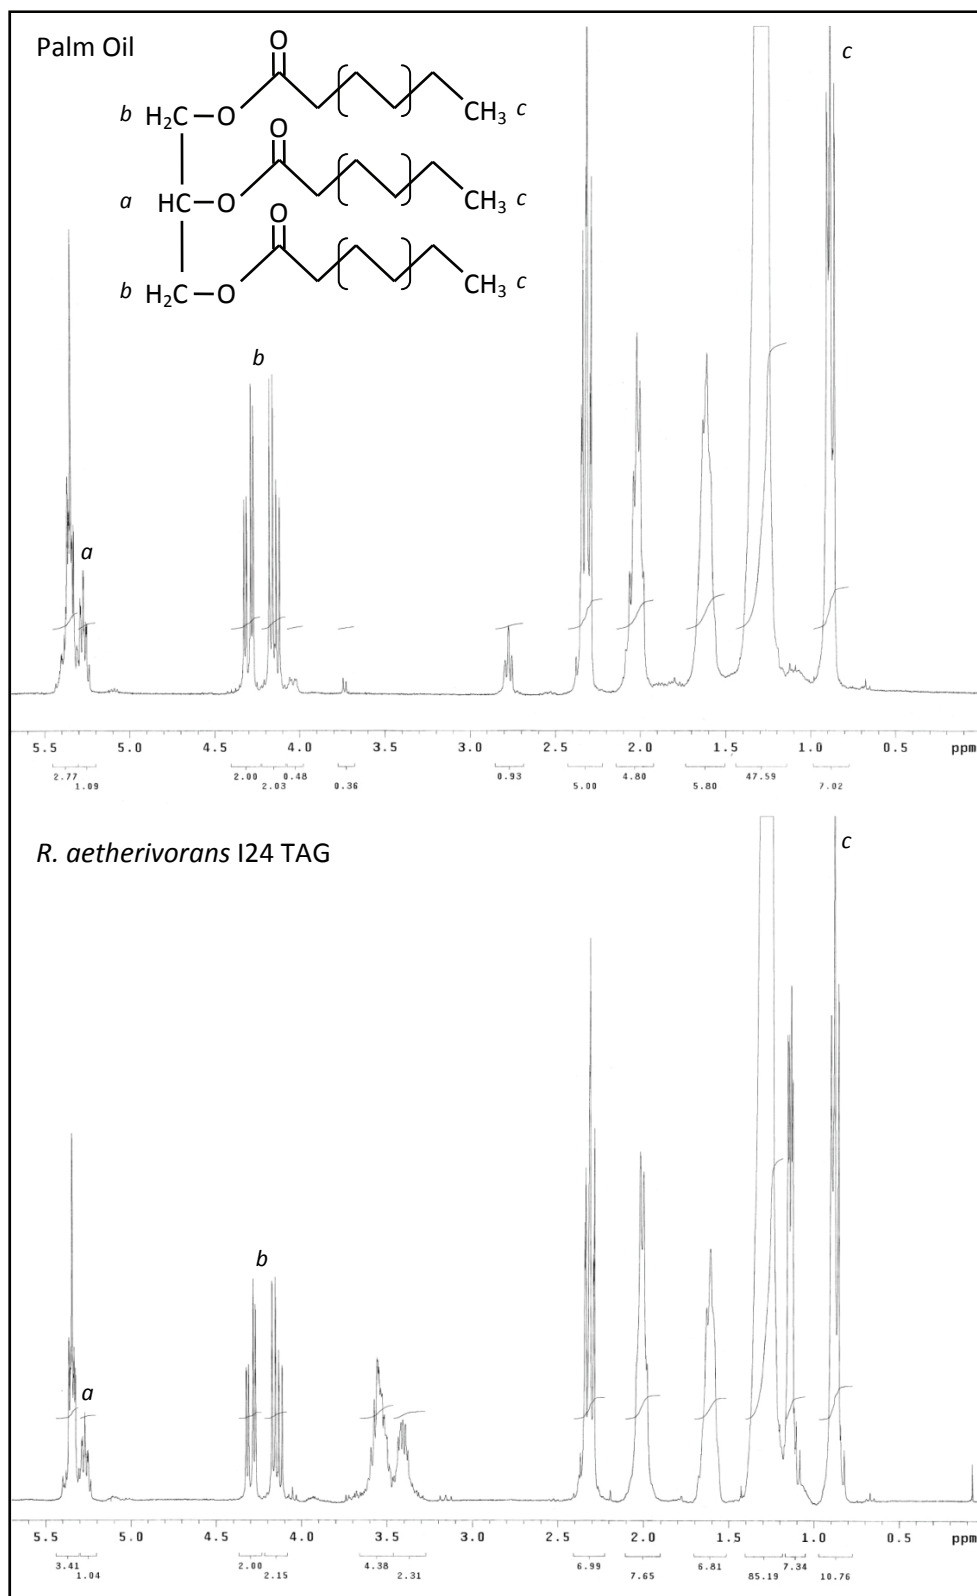 Palm Oil
c
O
b H₂C–O CH₃ c
O
a HC–O CH₃ c
O
b H₂C–O CH₃ c
b
a
5.5 5.0 4.5 4.0 3.5 3.0 2.5 2.0 1.5 1.0 0.5 ppm
2.77 2.00 0.48 0.93 5.00 4.80 5.80 47.59 7.02
1.09 2.03 0.36
R. aetherivorans I24 TAG
c
b
a
5.5 5.0 4.5 4.0 3.5 3.0 2.5 2.0 1.5 1.0 0.5 ppm
3.41 2.00 4.38 6.99 6.81 7.34
1.04 2.15 2.31 7.65 85.19 10.76